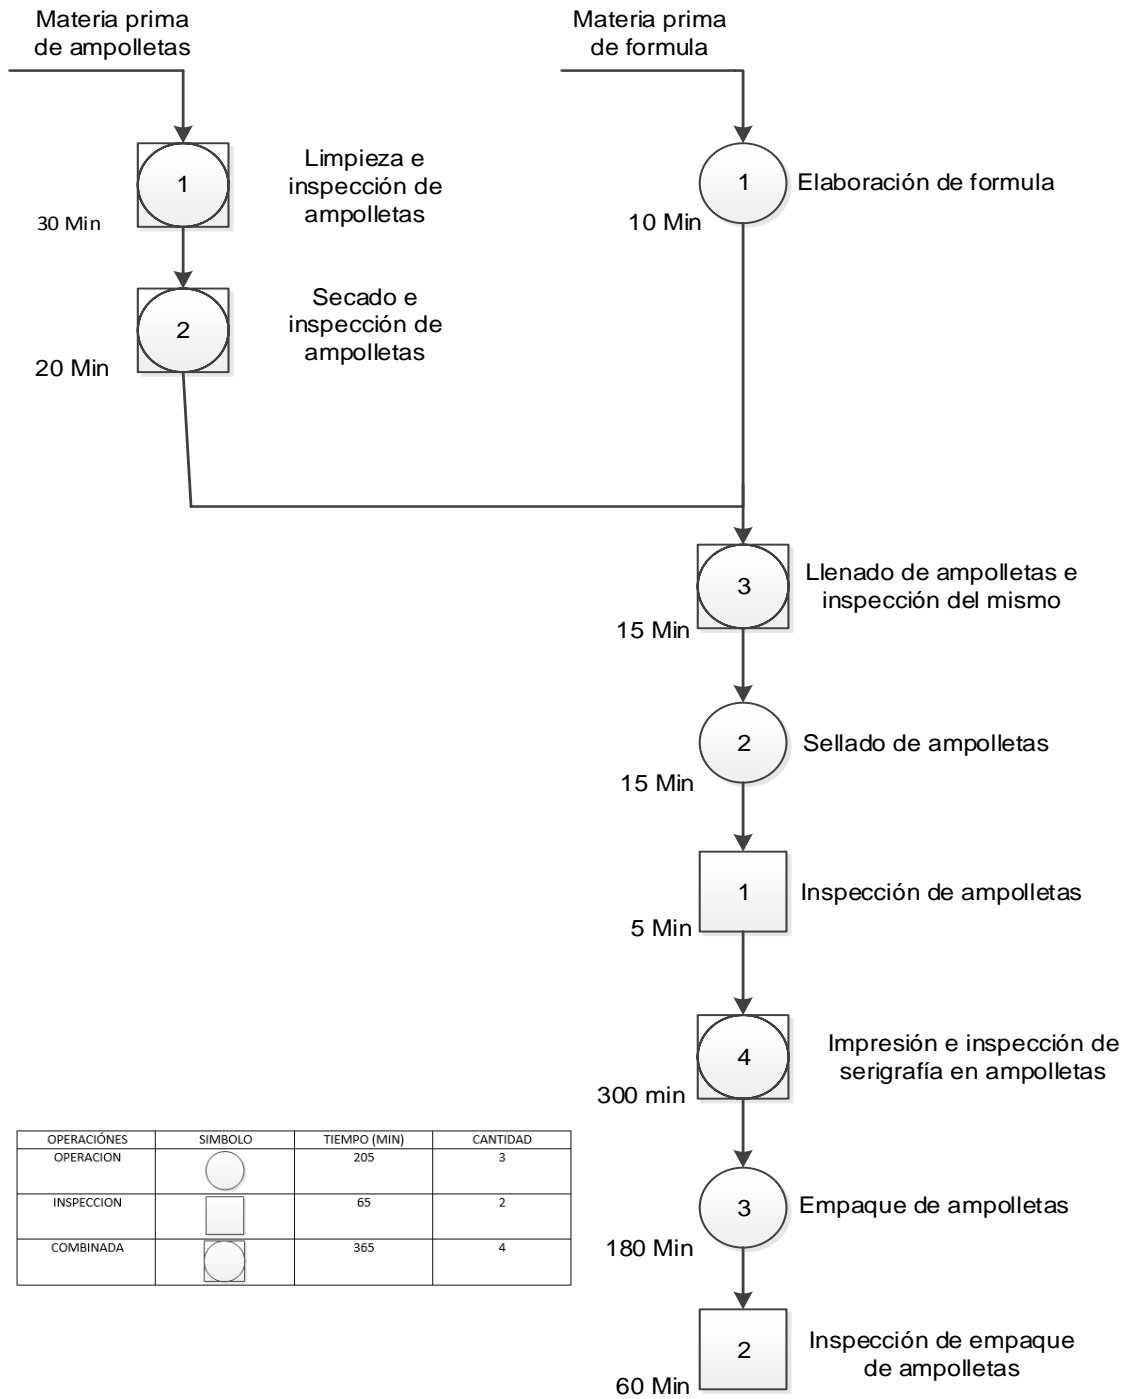 Materia prima
de ampolletas
Materia prima
de formula
1
Limpieza e
inspección de
ampolletas
30 Min
1
Elaboración de formula
10 Min
2
Secado e
inspección de
ampolletas
20 Min
3
Llenado de ampolletas e
inspección del mismo
15 Min
2
Sellado de ampolletas
15 Min
1
Inspección de ampolletas
5 Min
4
Impresión e inspección de
serigrafía en ampolletas
300 min
3
Empaque de ampolletas
180 Min
2
Inspección de empaque
de ampolletas
60 Min
OPERACIÓNES SIMBOLO TIEMPO (MIN) CANTIDAD
OPERACION 205 3
INSPECCION 65 2
COMBINADA 365 4